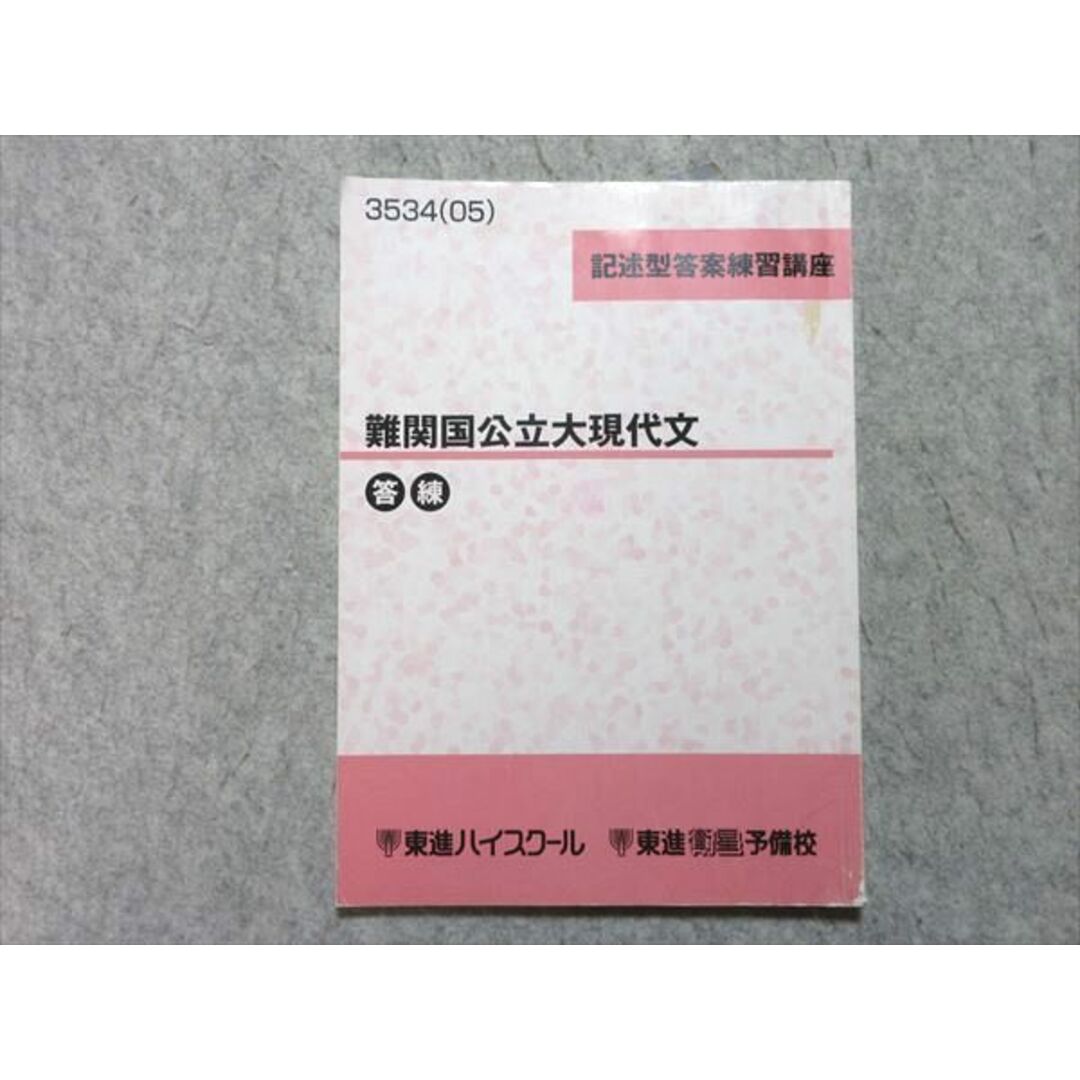 3534(05)
記述型答案練習講座
難関国公立大現代文
答練
東進ハイスクール 東進衛星予備校